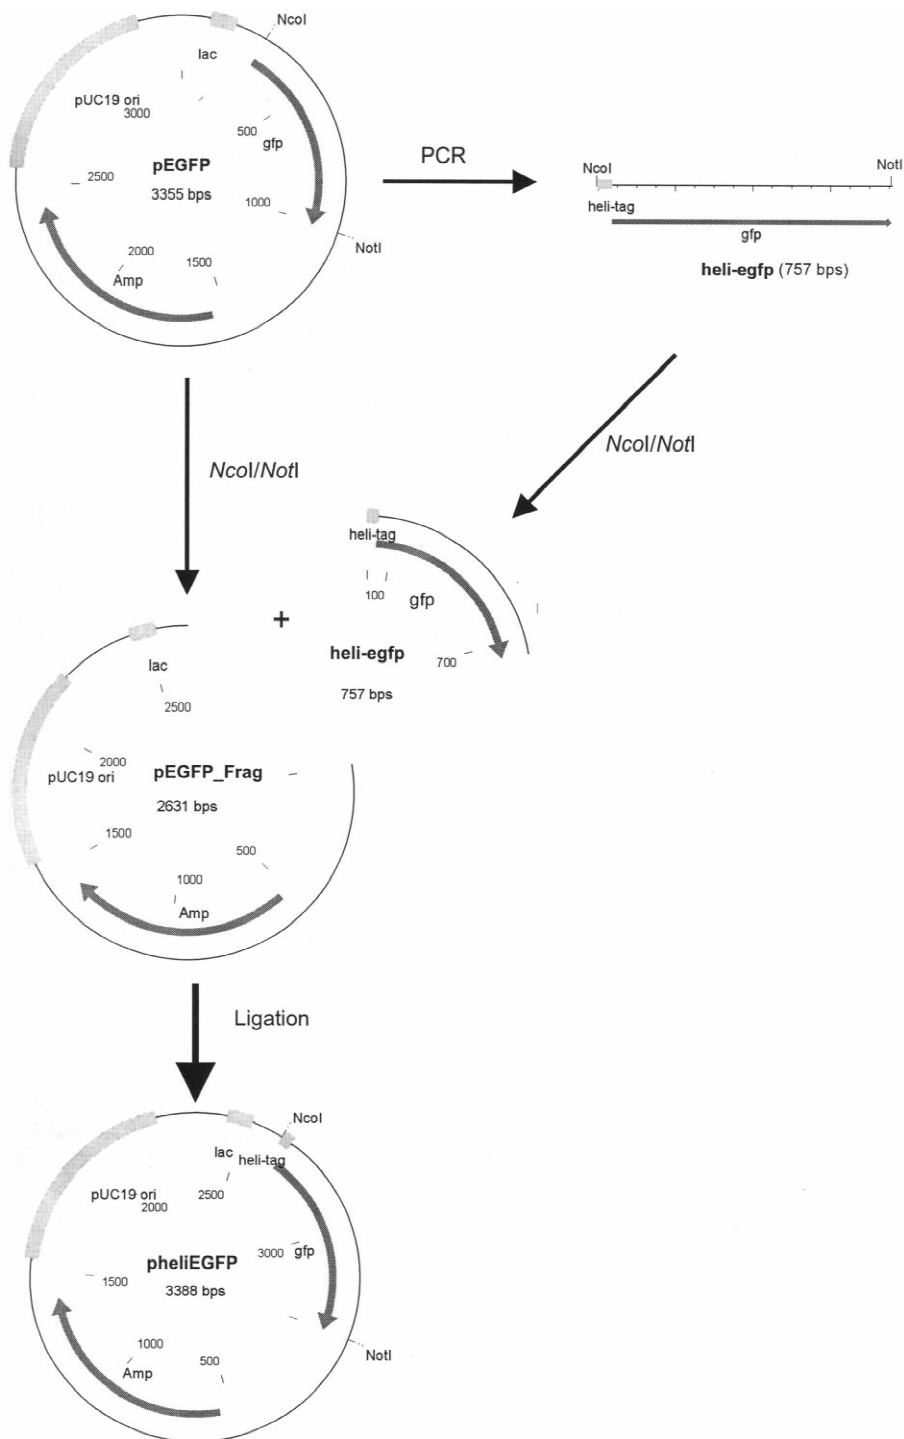 NcoI
lac
pUC19 ori
3000
500
gfp
pEGFP
3355 bps
2500
1000
NotI
2000
1500
Amp
PCR
NcoI
NotI
heli-tag
gfp
heli-egfp (757 bps)
NcoI/NotI
NcoI/NotI
heli-tag
100
gfp
+
heli-egfp
700
757 bps
lac
2500
2000
pUC19 ori
pEGFP_Frag
2631 bps
1500
500
1000
Amp
Ligation
NcoI
lac
heli-tag
2500
pUC19 ori
2000
3000
gfp
pheliEGFP
3388 bps
1500
1000
500
NotI
Amp